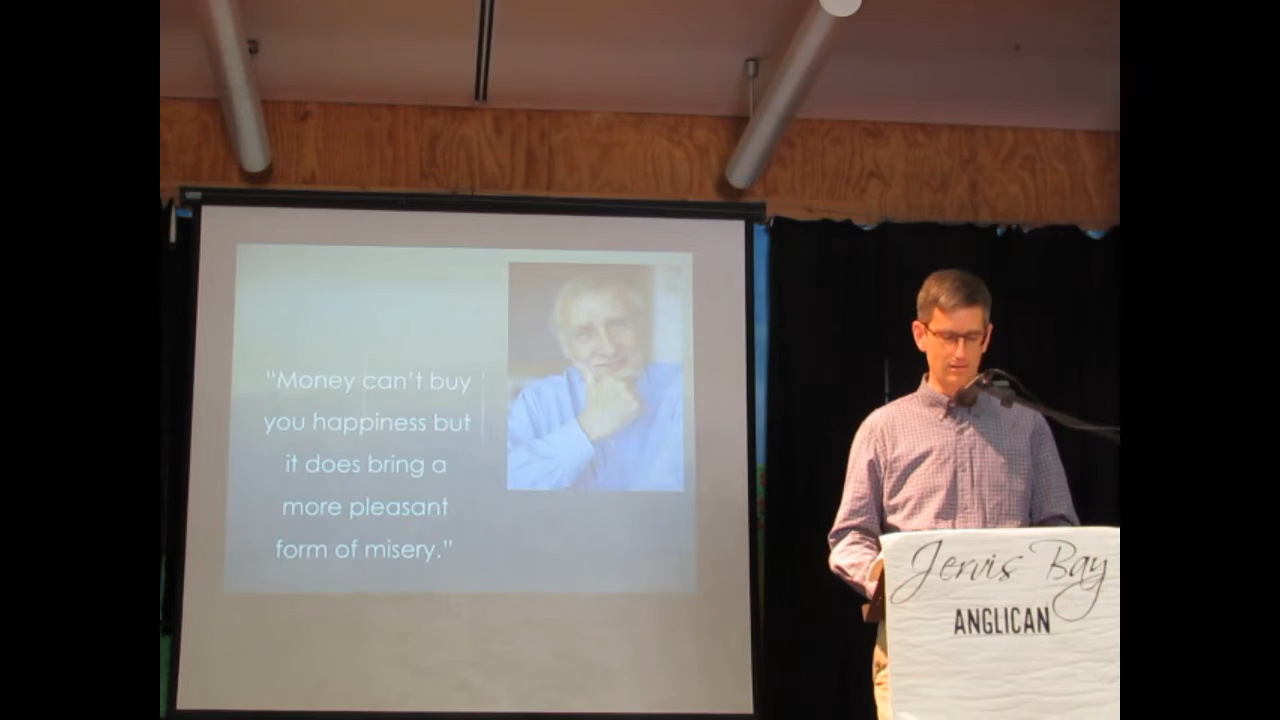 “Money can’t buy
you happiness but
it does bring a
more pleasant
form of misery.”
Jervis Bay
ANGLICAN